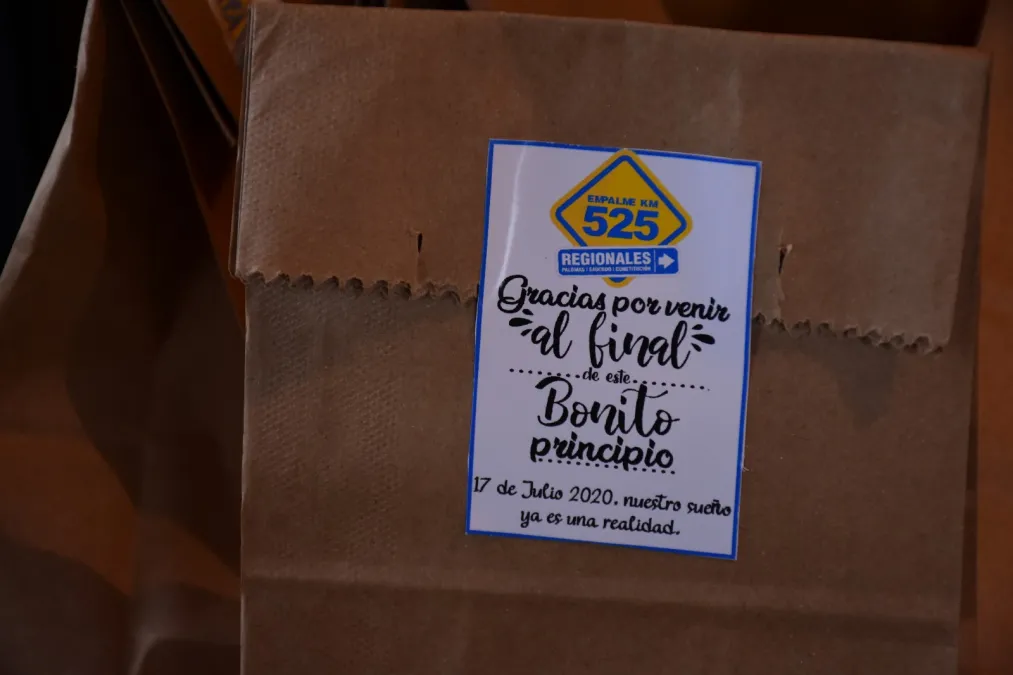 EMPALME KM
525
REGIONALES
Gracias por venir
al final
de este
Bonito
principio
17 de Julio 2020. nuestro sueño
ya es una realidad.